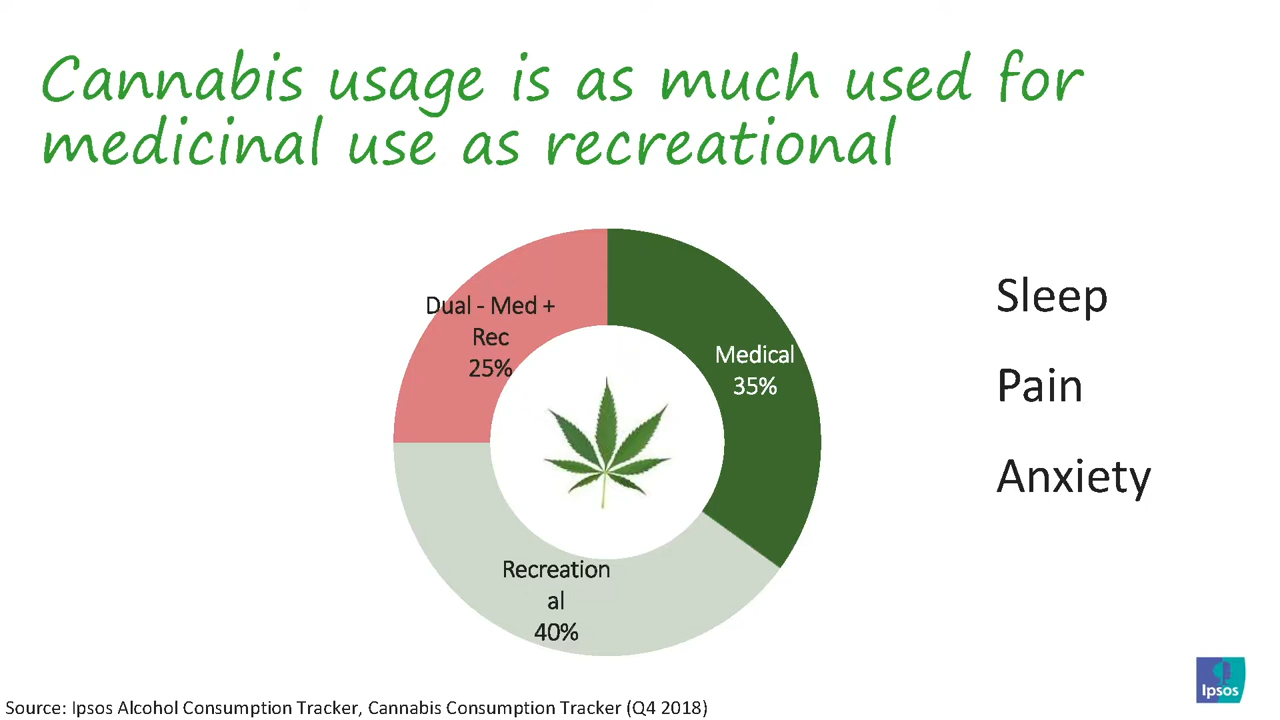 Cannabis usage is as much used for
medicinal use as recreational
Dual - Med +
Rec
25%
Medical
35%
Recreation
al
40%
Sleep
Pain
Anxiety
Ipsos
Source: Ipsos Alcohol Consumption Tracker, Cannabis Consumption Tracker (Q4 2018)